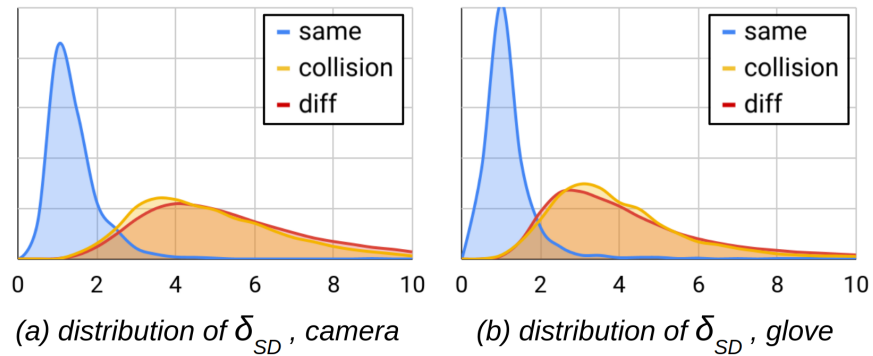 same
collision
diff
0 2 4 6 8 10
(a) distribution of δSD , camera
same
collision
diff
0 2 4 6 8 10
(b) distribution of δSD , glove